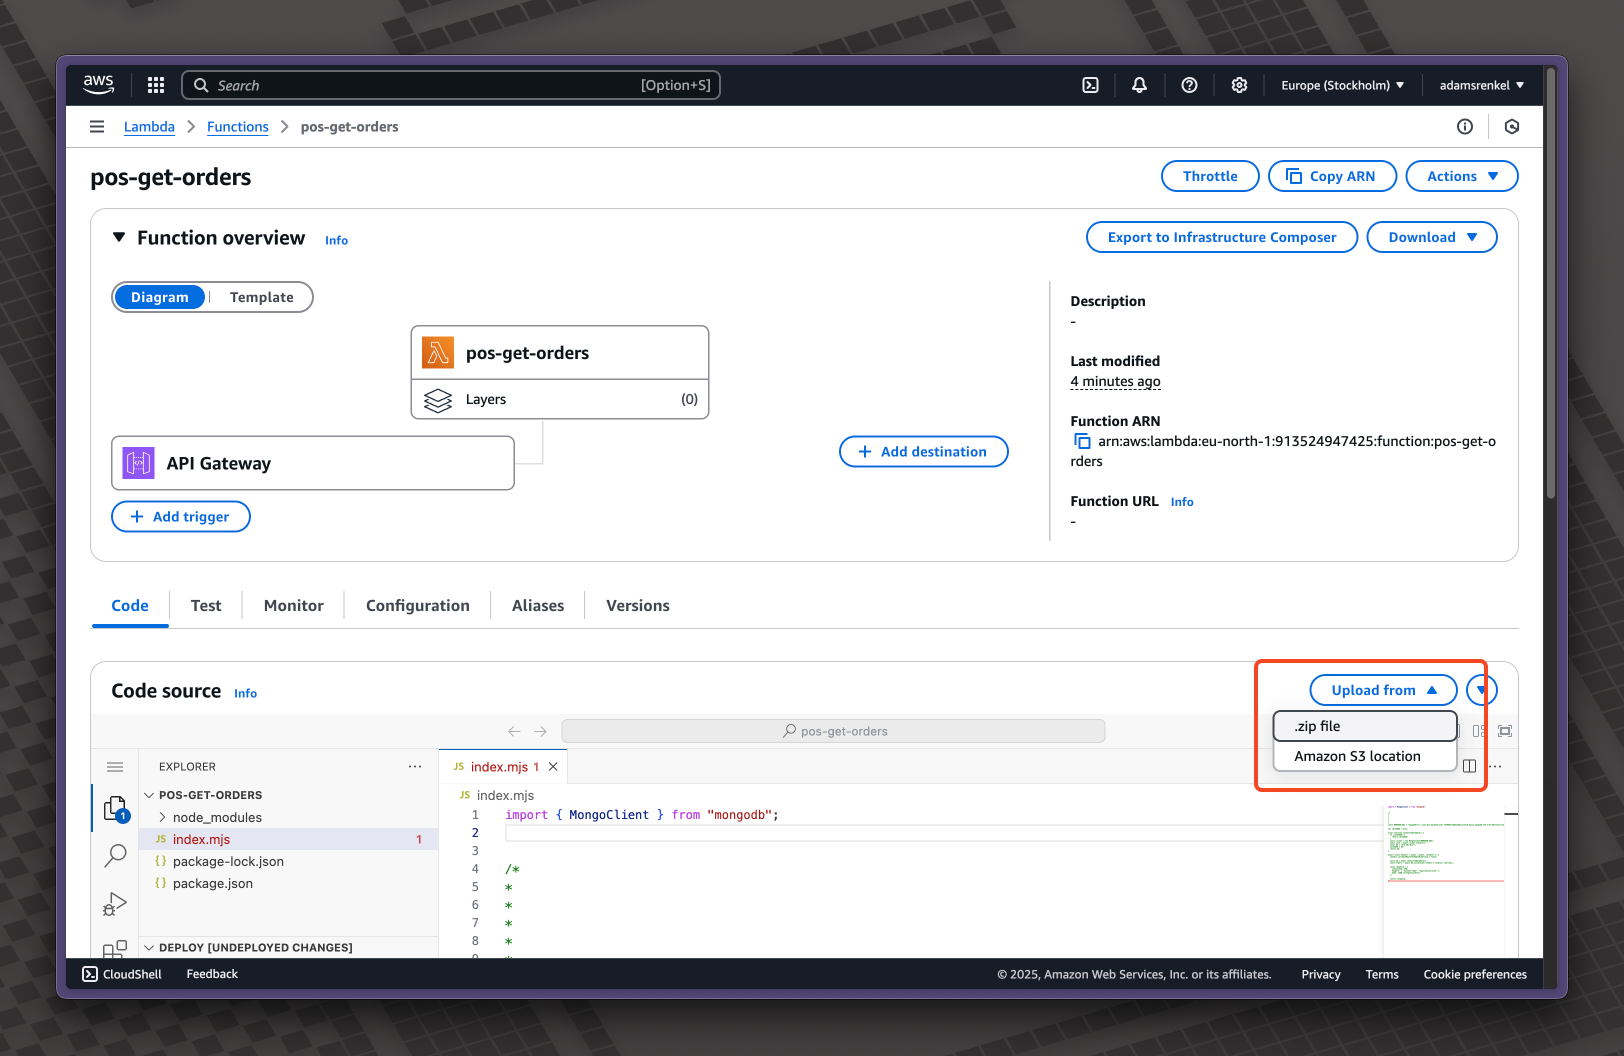 aws
Search
[Option+S]
Europe (Stockholm)
adamsrenkel
Lambda
Functions
pos-get-orders
pos-get-orders
Throttle
Copy ARN
Actions
Function overview
Info
Export to Infrastructure Composer
Download
Diagram
Template
pos-get-orders
Layers
(0)
API Gateway
Add trigger
Add destination
Description
-
Last modified
4 minutes ago
Function ARN
arn:aws:lambda:eu-north-1:913524947425:function:pos-get-o
rders
Function URL
Info
-
Code
Test
Monitor
Configuration
Aliases
Versions
Code source
Info
Upload from
.zip file
Amazon S3 location
pos-get-orders
EXPLORER
POS-GET-ORDERS
node_modules
JS index.mjs 1
{} package-lock.json
{} package.json
DEPLOY [UNDEPLOYED CHANGES]
1
JS index.mjs 1
JS index.mjs
1 import { MongoClient } from "mongodb";
2
3
4 /*
5 *
6 *
7 *
8 *
CloudShell
Feedback
© 2025, Amazon Web Services, Inc. or its affiliates.
Privacy
Terms
Cookie preferences